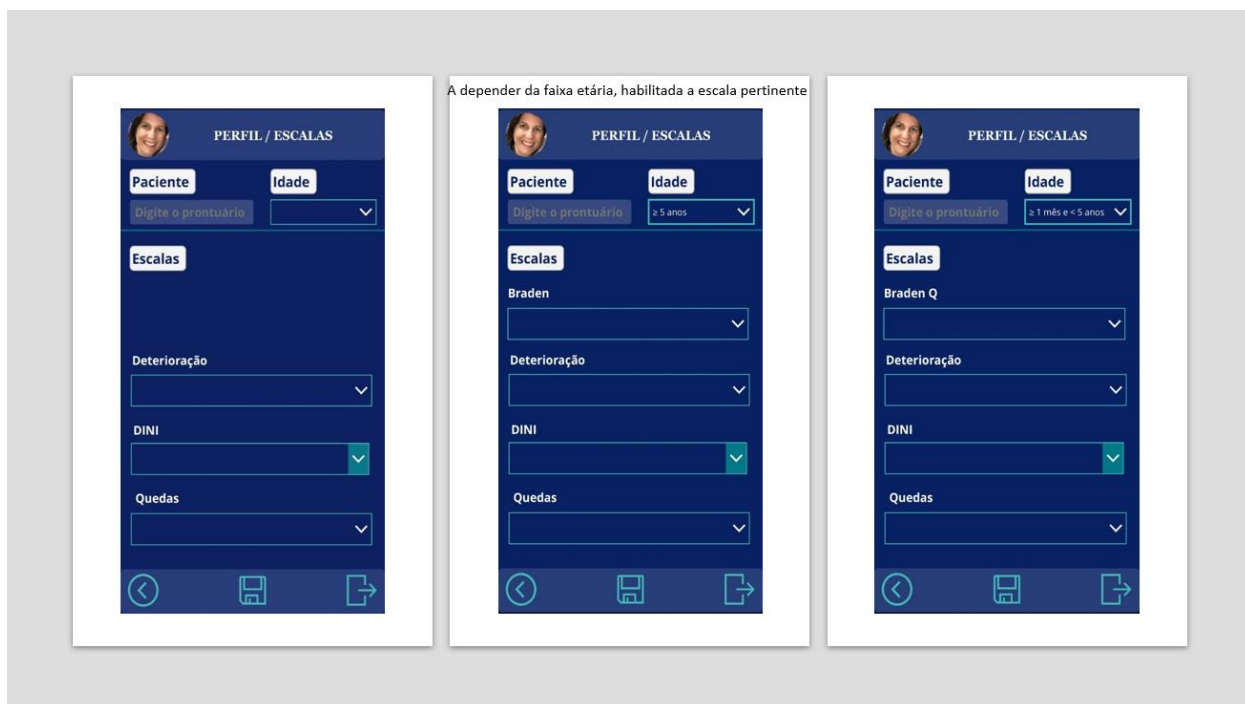 A depender da faixa etária, habilitada a escala pertinente
PERFIL / ESCALAS
Paciente Idade
Digite o prontuário
Escalas
Deterioração
DINI
Quedas
PERFIL / ESCALAS
Paciente Idade
Digite o prontuário ≥ 5 anos
Escalas
Braden
Deterioração
DINI
Quedas
PERFIL / ESCALAS
Paciente Idade
Digite o prontuário ≥ 1 mês e < 5 anos
Escalas
Braden Q
Deterioração
DINI
Quedas